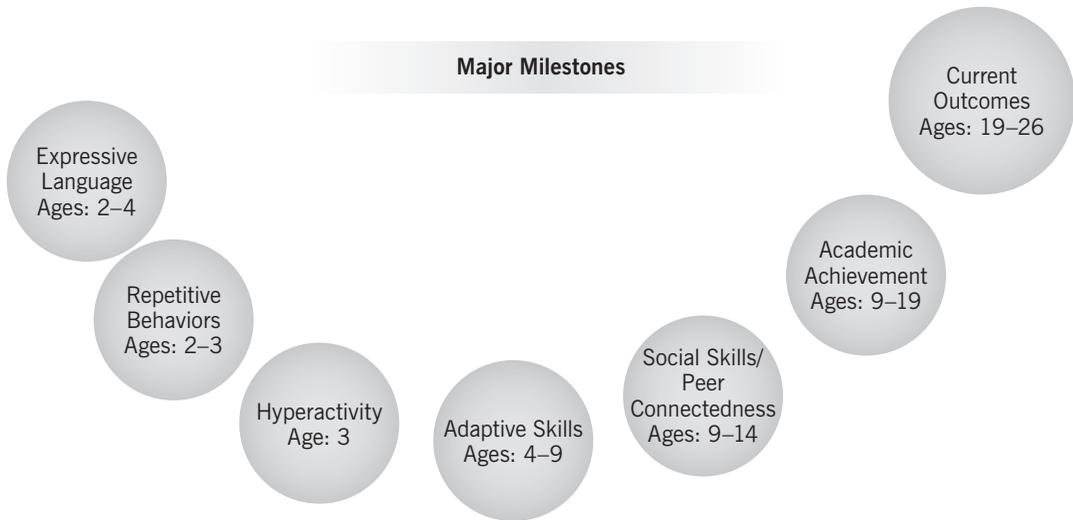 Major Milestones
Expressive
Language
Ages: 2–4
Repetitive
Behaviors
Ages: 2–3
Hyperactivity
Age: 3
Adaptive Skills
Ages: 4–9
Social Skills/
Peer
Connectedness
Ages: 9–14
Academic
Achievement
Ages: 9–19
Current
Outcomes
Ages: 19–26